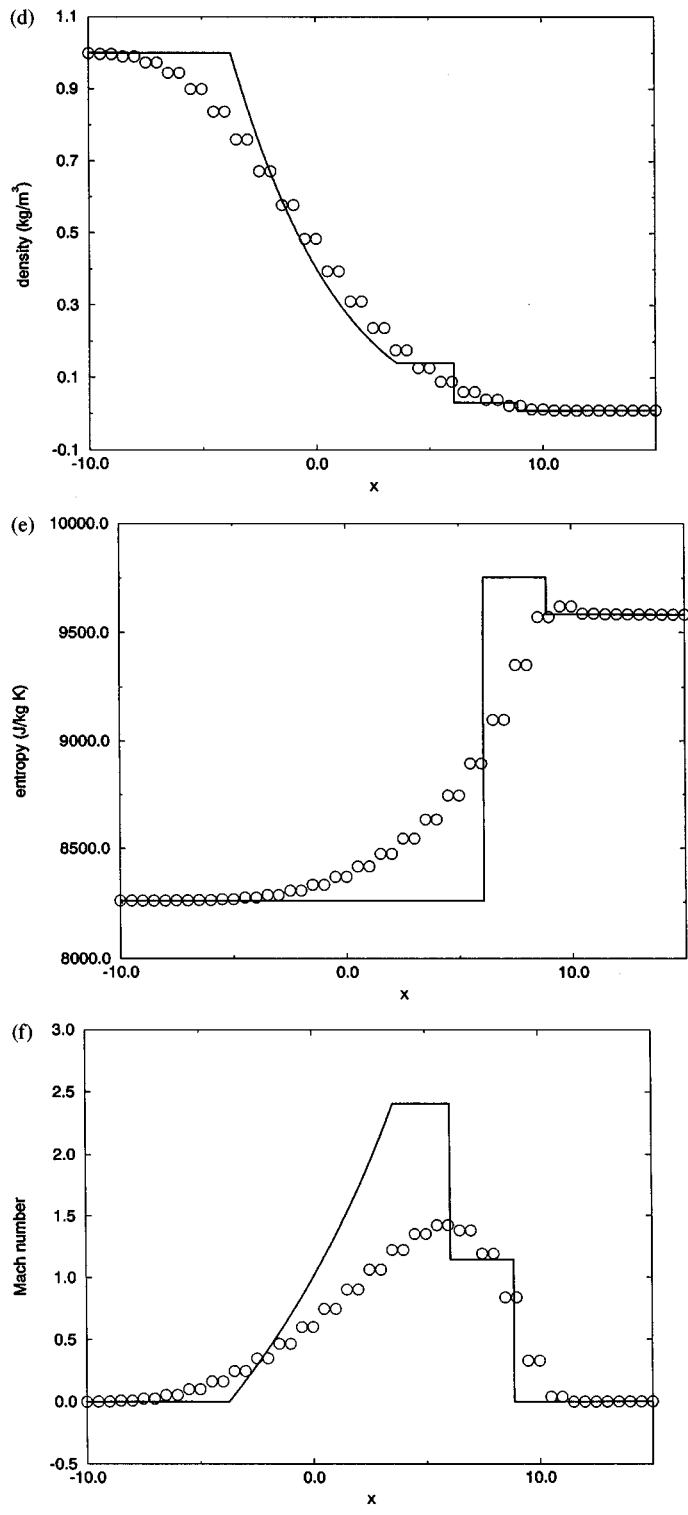 (d)
1.1
0.9
0.7
0.5
0.3
0.1
-0.1
density (kg/m³)
-10.0 0.0 10.0
x
(e)
10000.0
9500.0
9000.0
8500.0
8000.0
entropy (J/kg K)
-10.0 0.0 10.0
x
(f)
3.0
2.5
2.0
1.5
1.0
0.5
0.0
-0.5
Mach number
-10.0 0.0 10.0
x